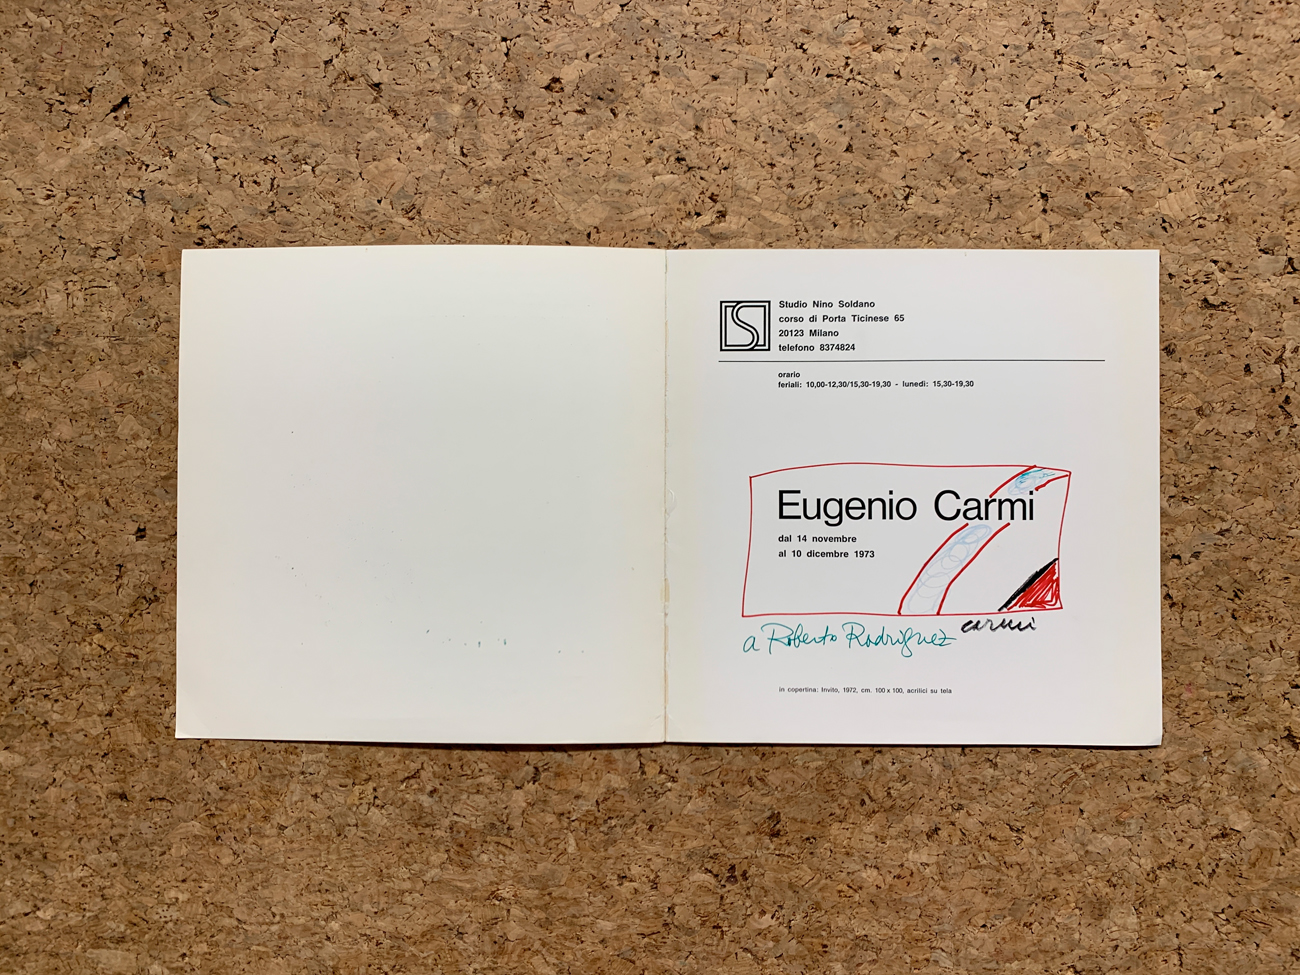 Studio Nino Soldano
corso di Porta Ticinese 65
20123 Milano
telefono 8374824
orario
feriali: 10,00-12,30/15,30-19,30 - lunedì: 15,30-19,30
Eugenio Carmi
dal 14 novembre
al 10 dicembre 1973
carmi
a Roberto Rodriguez
in copertina: Invito, 1972, cm. 100 x 100, acrilici su tela